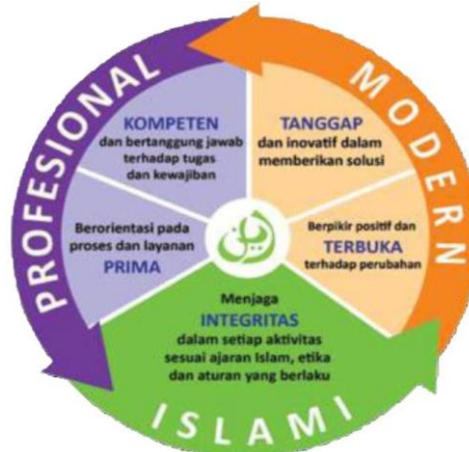 PROFESIONAL
MODERN
ISLAMI
KOMPETEN
dan bertanggung jawab
terhadap tugas
dan kewajiban
TANGGAP
dan inovatif dalam
memberikan solusi
Berorientasi pada
proses dan layanan
PRIMA
Berpikir positif dan
TERBUKA
terhadap perubahan
Menjaga
INTEGRITAS
dalam setiap aktivitas
sesuai ajaran Islam, etika
dan aturan yang berlaku